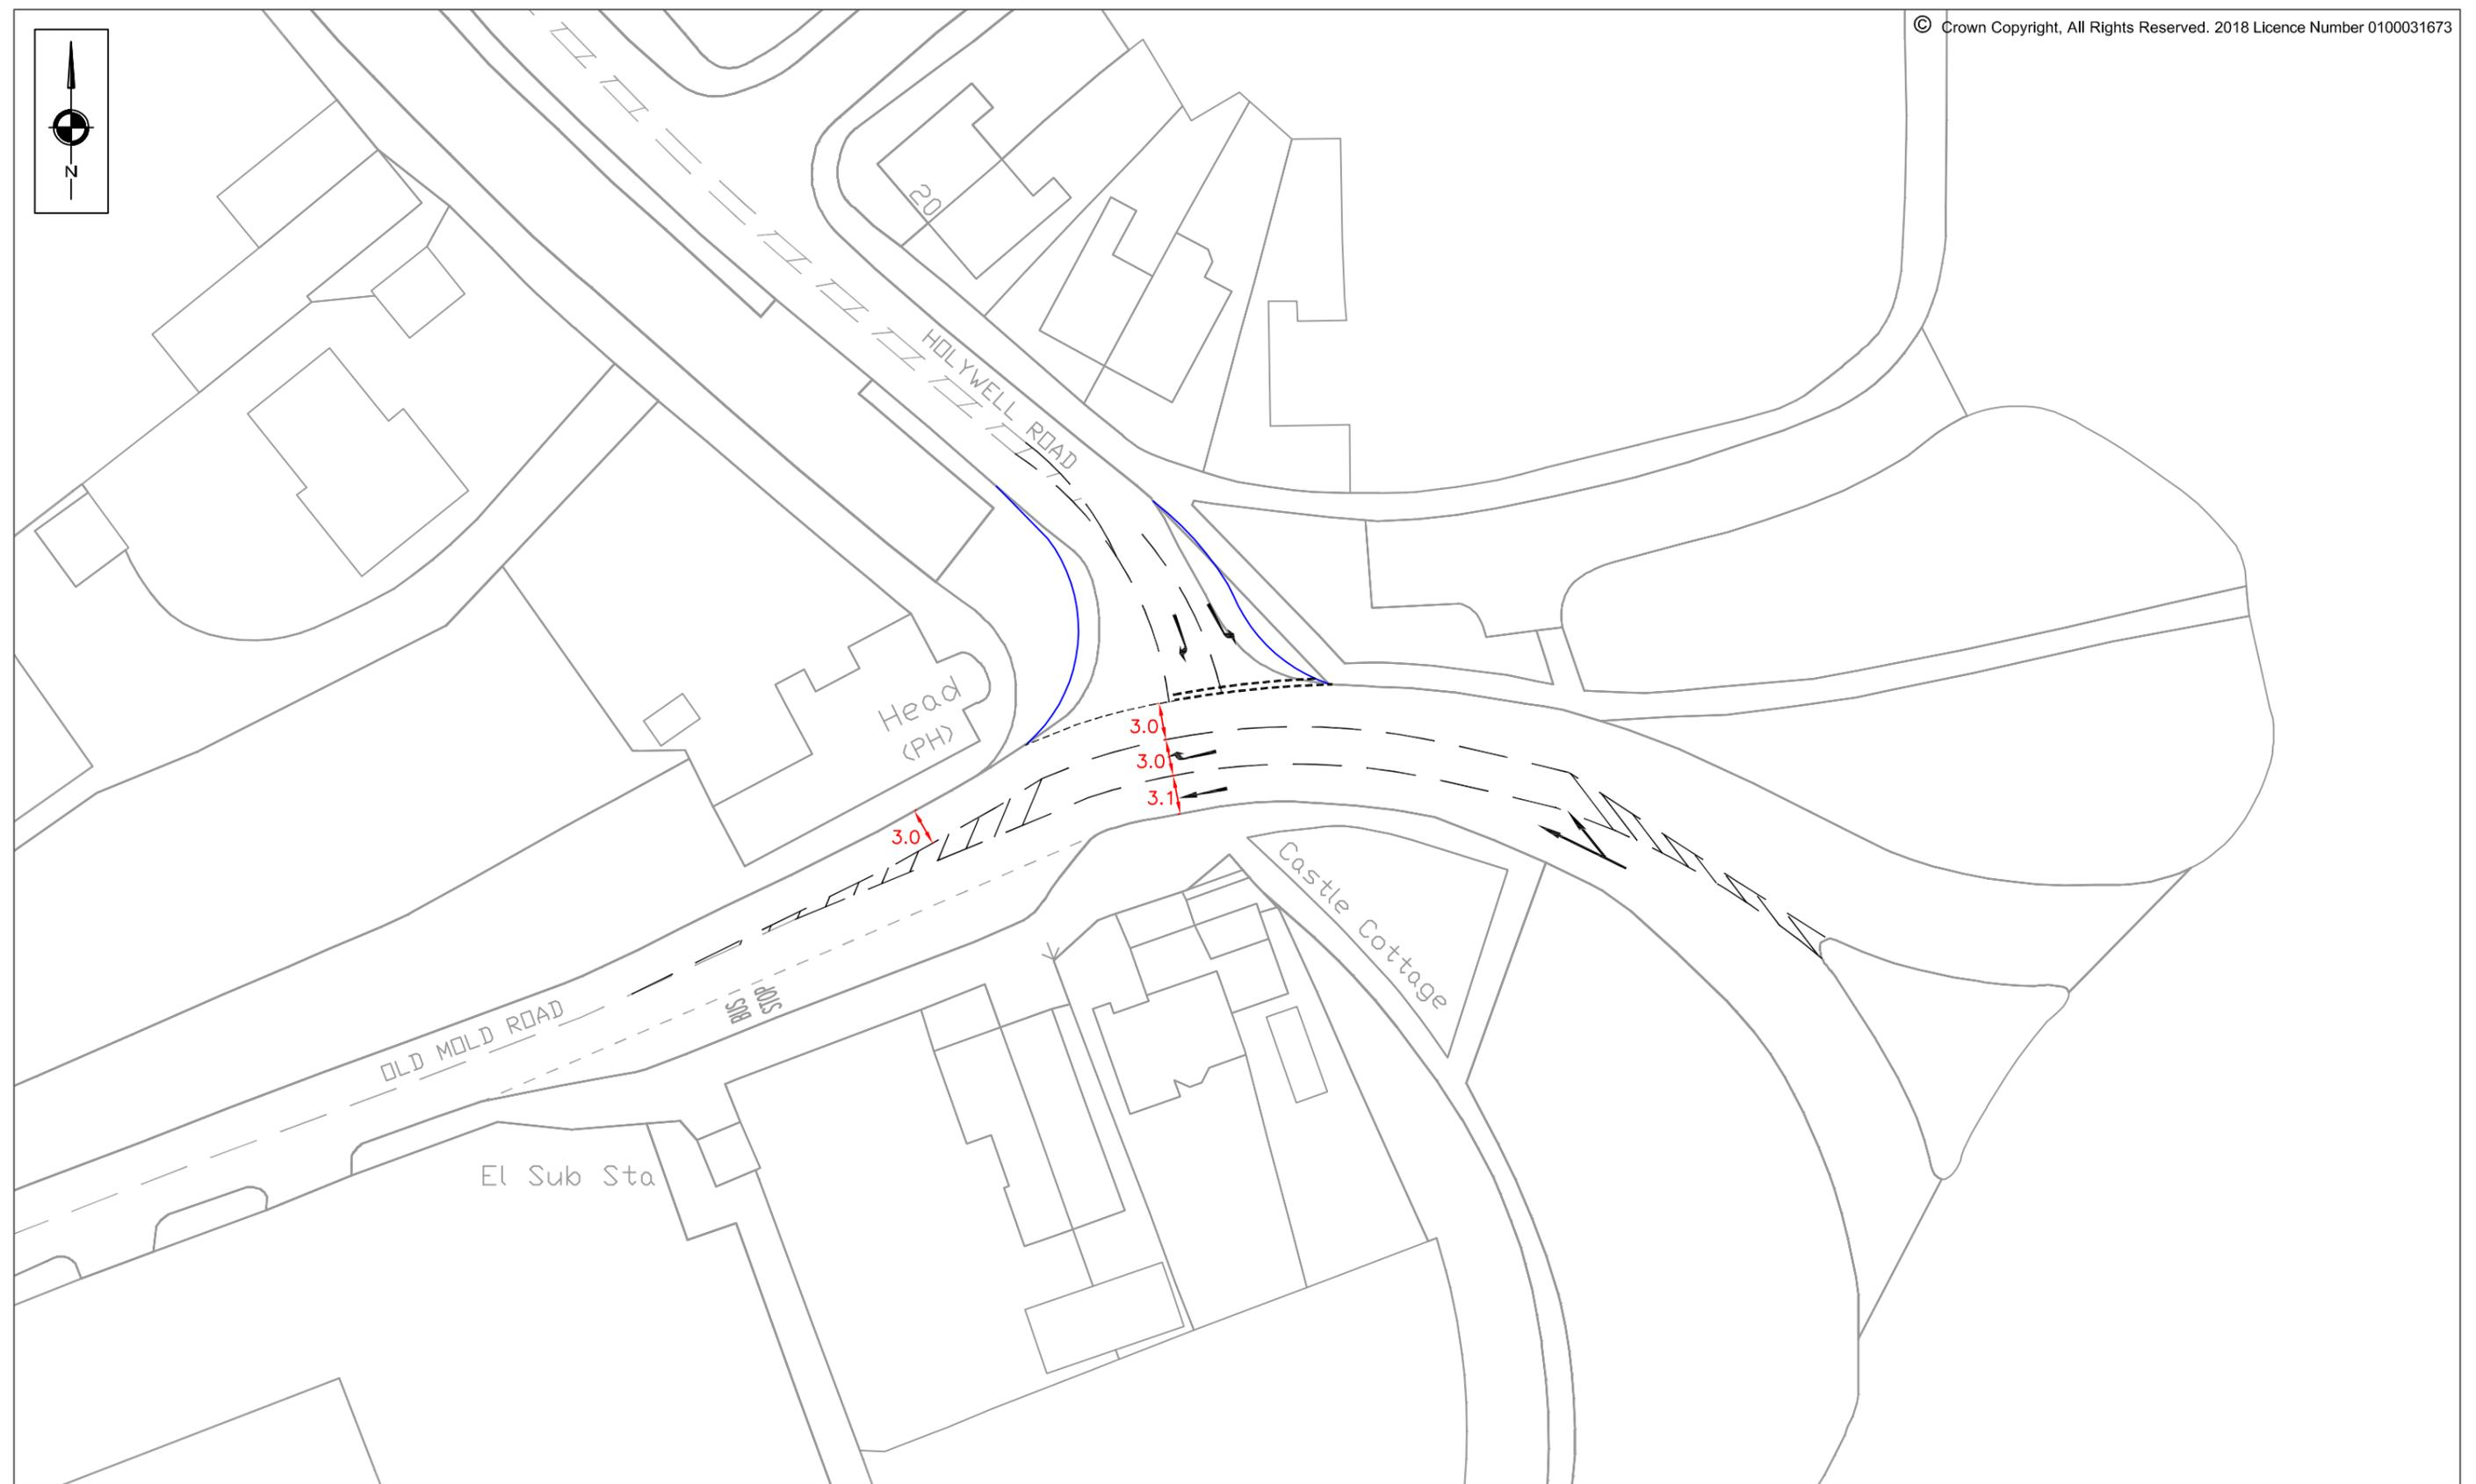 © Crown Copyright, All Rights Reserved. 2018 Licence Number 0100031673
N
20
HOLYWELL ROAD
Head
(PH)
3.0
3.0
3.1
3.0
Castle Cottage
BUS
STOP
OLD MOLD ROAD
El Sub Sta